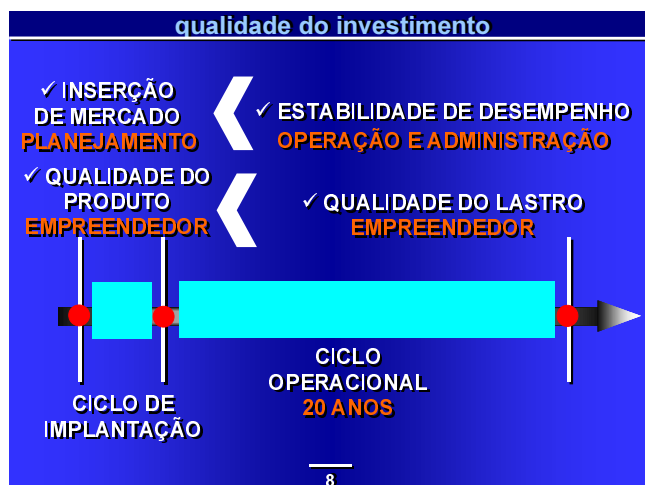 qualidade do investimento
✓ INSERÇÃO
DE MERCADO
PLANEJAMENTO
✓ ESTABILIDADE DE DESEMPENHO
OPERAÇÃO E ADMINISTRAÇÃO
✓ QUALIDADE DO
PRODUTO
EMPREENDEDOR
✓ QUALIDADE DO LASTRO
EMPREENDEDOR
CICLO
OPERACIONAL
20 ANOS
CICLO DE
IMPLANTAÇÃO
8